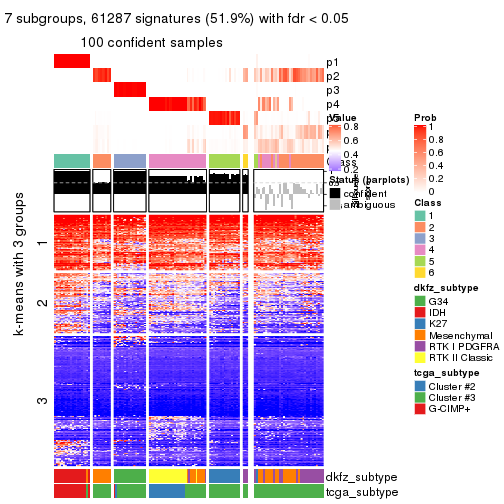 7 subgroups, 61287 signatures (51.9%) with fdr < 0.05
100 confident samples
p1
p2
p3
p4
Value
0.8
0.6
0.4
0.2
Prob
1
0.8
0.6
0.4
0.2
0
Status (barplots)
confident
ambiguous
Class
1
2
3
4
5
6
dkfz_subtype
G34
IDH
K27
Mesenchymal
RTK I PDGFRA
RTK II Classic
tcga_subtype
Cluster #2
Cluster #3
G-CIMP+
k-means with 3 groups
1
2
3
dkfz_subtype
tcga_subtype